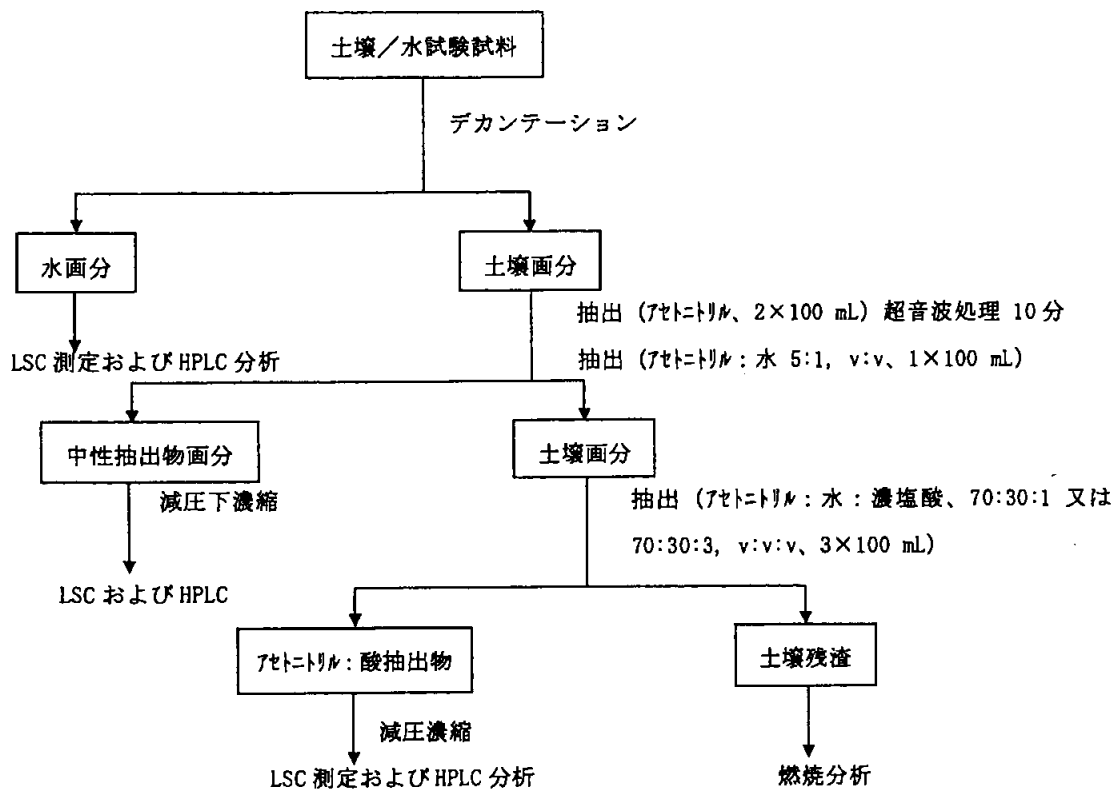 土壌／水試験試料
デカンテーション
水画分
土壌画分
抽出 (ｱｾﾄﾆﾄﾘﾙ、2×100 mL) 超音波処理 10分
LSC 測定および HPLC 分析
抽出 (ｱｾﾄﾆﾄﾘﾙ：水 5:1, v:v、1×100 mL)
中性抽出物画分
土壌画分
減圧下濃縮
抽出 (ｱｾﾄﾆﾄﾘﾙ：水：濃塩酸、70:30:1 又は
70:30:3, v:v:v、3×100 mL)
LSC および HPLC
ｱｾﾄﾆﾄﾘﾙ：酸抽出物
土壌残渣
減圧濃縮
LSC 測定および HPLC 分析
燃焼分析